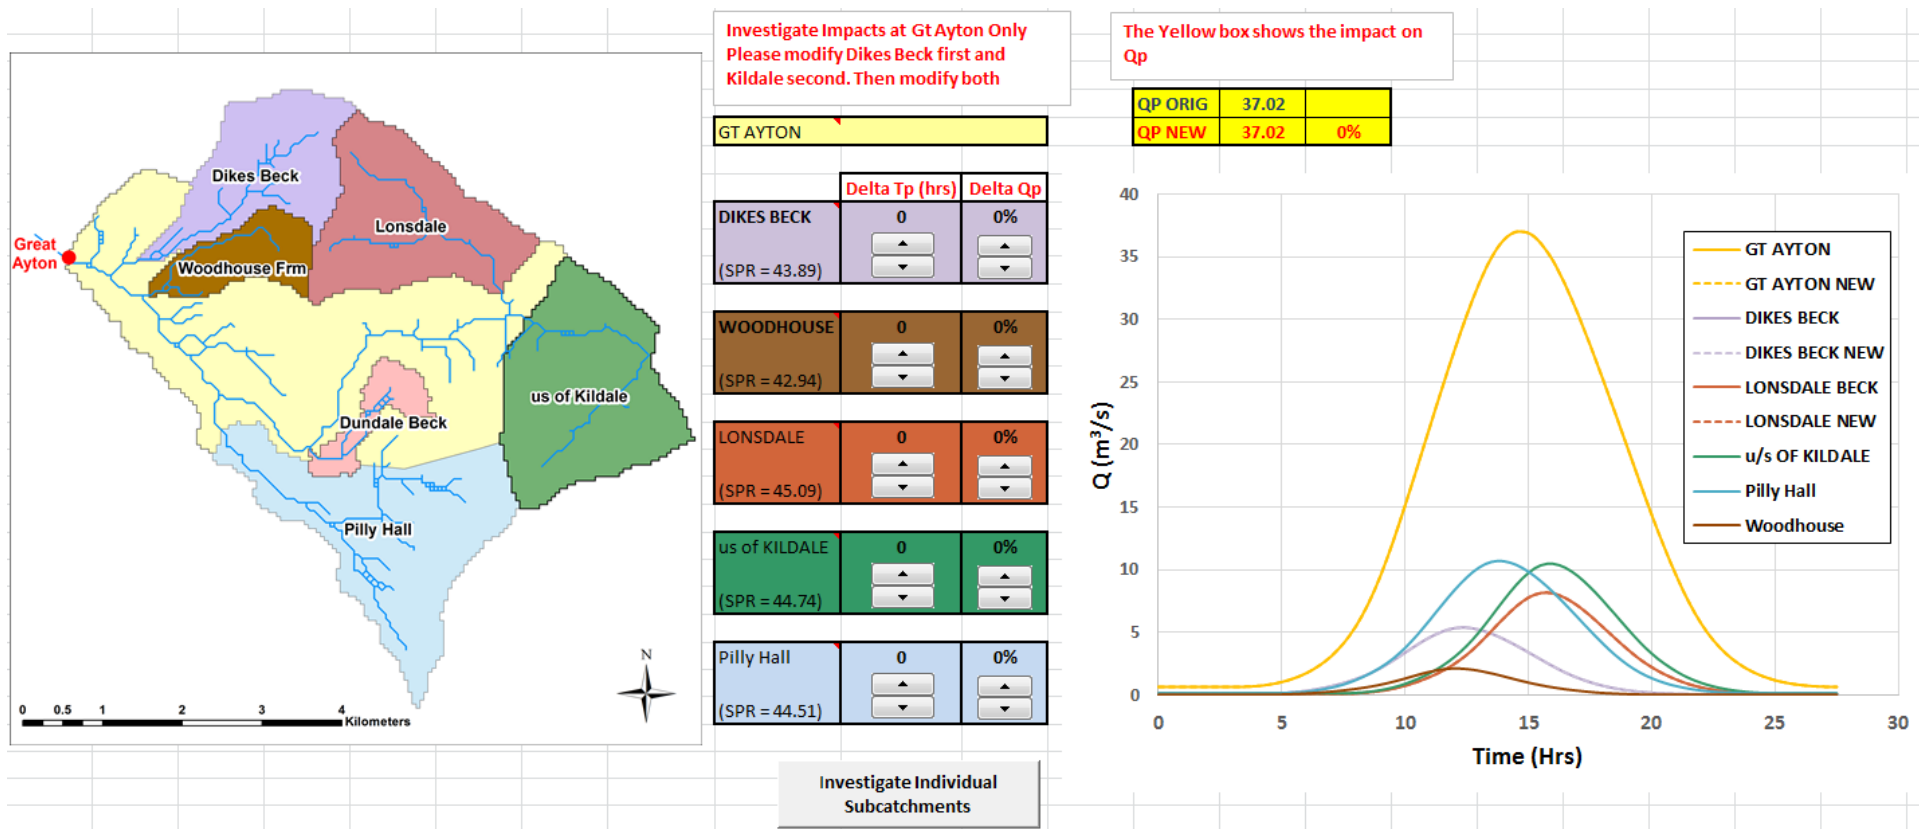 Investigate Impacts at Gt Ayton Only
Please modify Dikes Beck first and
Kildale second. Then modify both
The Yellow box shows the impact on
Qp
QP ORIG 37.02
QP NEW 37.02 0%
GT AYTON
Delta Tp (hrs) Delta Qp
DIKES BECK 0 0%
(SPR = 43.89)
WOODHOUSE 0 0%
(SPR = 42.94)
LONSDALE 0 0%
(SPR = 45.09)
us of KILDALE 0 0%
(SPR = 44.74)
Pilly Hall 0 0%
(SPR = 44.51)
Investigate Individual
Subcatchments
Dikes Beck
Lonsdale
Great
Ayton
Woodhouse Frm
us of Kildale
Dundale Beck
Pilly Hall
N
0 0.5 1 2 3 4
Kilometers
40
35
30
25
20
15
10
5
0
Q (m³/s)
0 5 10 15 20 25 30
Time (Hrs)
GT AYTON
GT AYTON NEW
DIKES BECK
DIKES BECK NEW
LONSDALE BECK
LONSDALE NEW
u/s OF KILDALE
Pilly Hall
Woodhouse